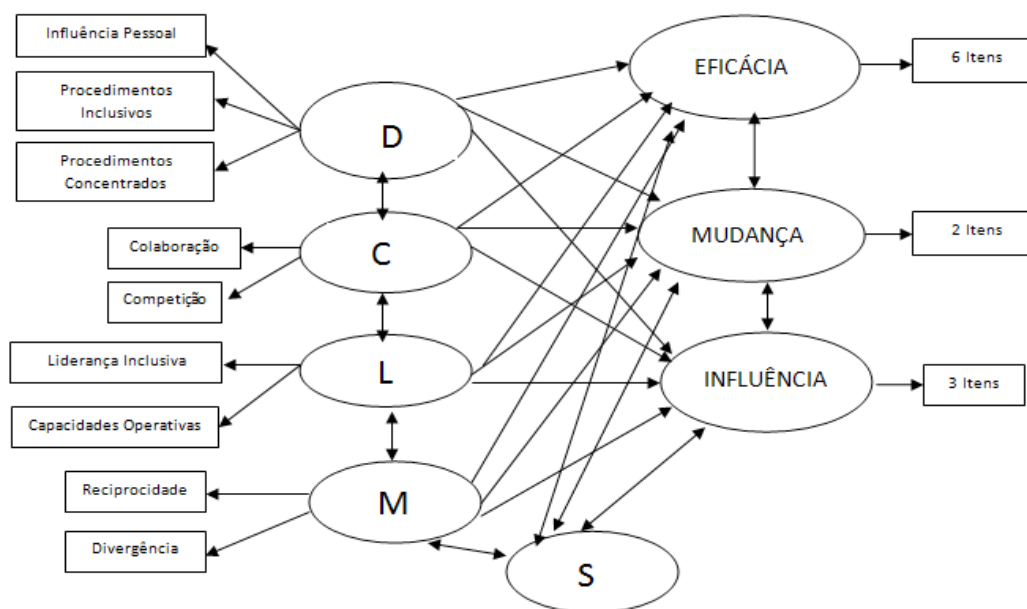 Influência Pessoal
Procedimentos
Inclusivos
Procedimentos
Concentrados
Colaboração
Competição
Liderança Inclusiva
Capacidades Operativas
Reciprocidade
Divergência
D
C
L
M
S
EFICÁCIA
MUDANÇA
INFLUÊNCIA
6 Itens
2 Itens
3 Itens